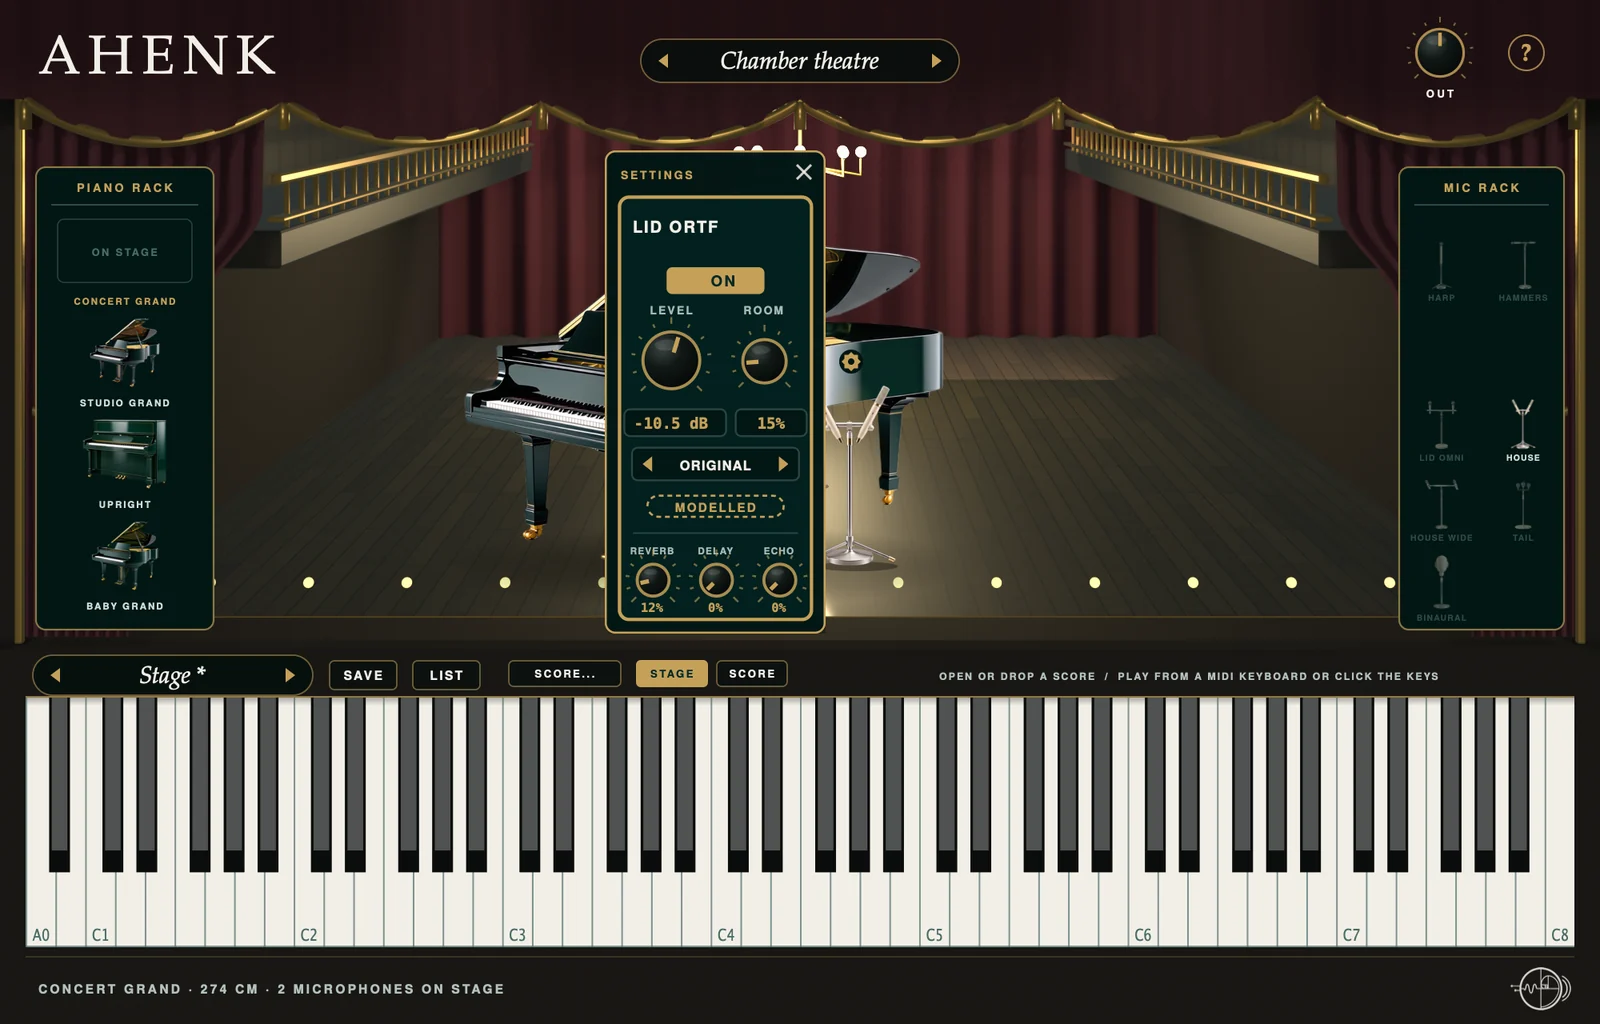 AHENK
Chamber theatre
?
OUT
PIANO RACK
ON STAGE
CONCERT GRAND
STUDIO GRAND
UPRIGHT
BABY GRAND
SETTINGS
LID ORTF
ON
LEVEL ROOM
-10.5 dB 15%
ORIGINAL
MODELLED
REVERB DELAY ECHO
12% 0% 0%
MIC RACK
HARP HAMMERS
LID OMNI HOUSE
HOUSE WIDE TAIL
BINAURAL
Stage * SAVE LIST SCORE... STAGE SCORE OPEN OR DROP A SCORE / PLAY FROM A MIDI KEYBOARD OR CLICK THE KEYS
A0 C1 C2 C3 C4 C5 C6 C7 C8
CONCERT GRAND · 274 CM · 2 MICROPHONES ON STAGE